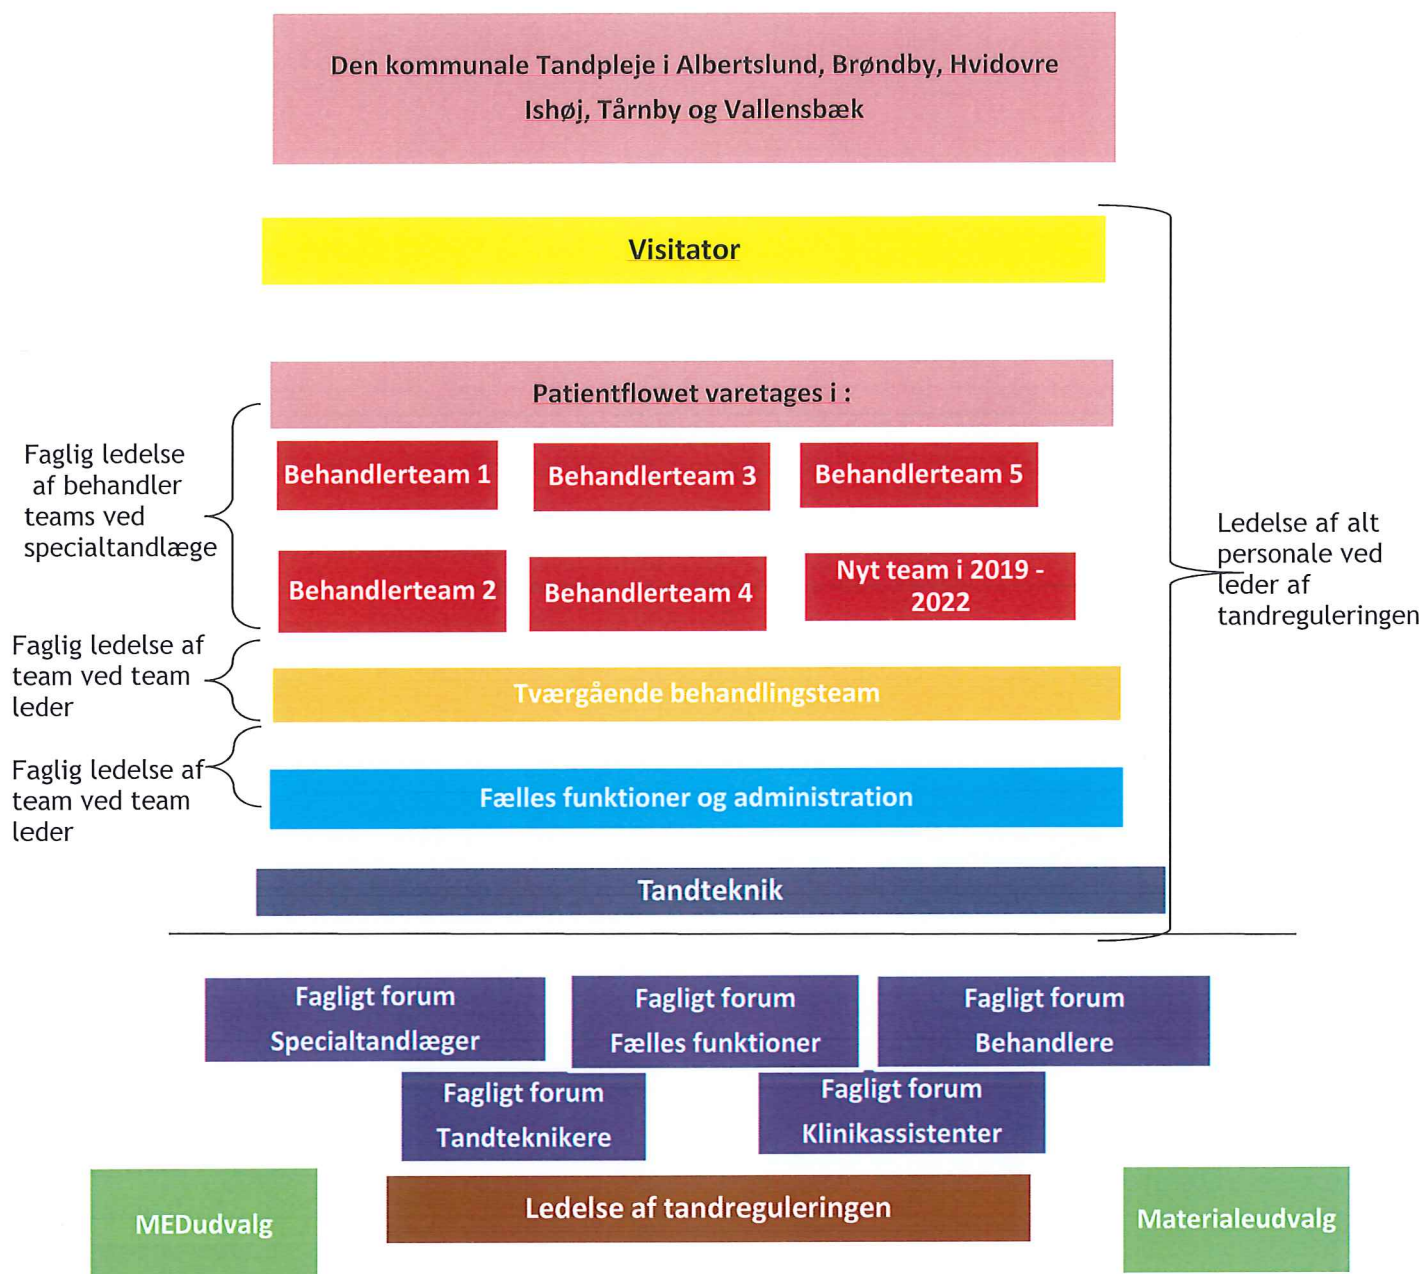 Den kommunale Tandpleje i Albertslund, Brøndby, Hvidovre
Ishøj, Tårnby og Vallensbæk
Visitator
Patientflowet varetages i :
Faglig ledelse
af behandler
teams ved
specialtandlæge
Behandlerteam 1
Behandlerteam 3
Behandlerteam 5
Behandlerteam 2
Behandlerteam 4
Nyt team i 2019 -
2022
Ledelse af alt
personale ved
leder af
tandreguleringen
Faglig ledelse af
team ved team
leder
Tværgående behandlingsteam
Faglig ledelse af
team ved team
leder
Fælles funktioner og administration
Tandteknik
Fagligt forum
Specialtandlæger
Fagligt forum
Fælles funktioner
Fagligt forum
Behandlere
Fagligt forum
Tandteknikere
Fagligt forum
Klinikassistenter
MEDudvalg
Ledelse af tandreguleringen
Materialeudvalg